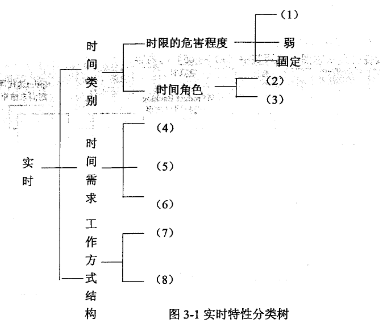 时间类别
时限的危害程度
(1)
弱
固定
时间角色
(2)
(3)
实时
时间需求
(4)
(5)
(6)
工作方式结构
(7)
(8)
图 3-1 实时特性分类树